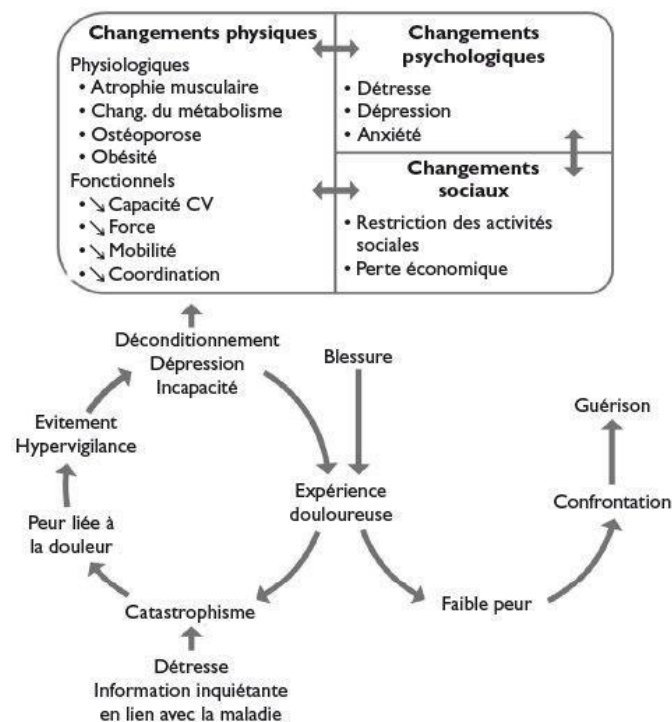 Changements physiques
Physiologiques
• Atrophie musculaire
• Chang. du métabolisme
• Ostéoporose
• Obésité
Fonctionnels
• ↘ Capacité CV
• ↘ Force
• ↘ Mobilité
• ↘ Coordination
Changements
psychologiques
• Détresse
• Dépression
• Anxiété
Changements
sociaux
• Restriction des activités
sociales
• Perte économique
Déconditionnement
Dépression
Incapacité
Blessure
Evitement
Hypervigilance
Guérison
Expérience
douloureuse
Confrontation
Peur liée à
la douleur
Catastrophisme
Faible peur
Détresse
Information inquiétante
en lien avec la maladie